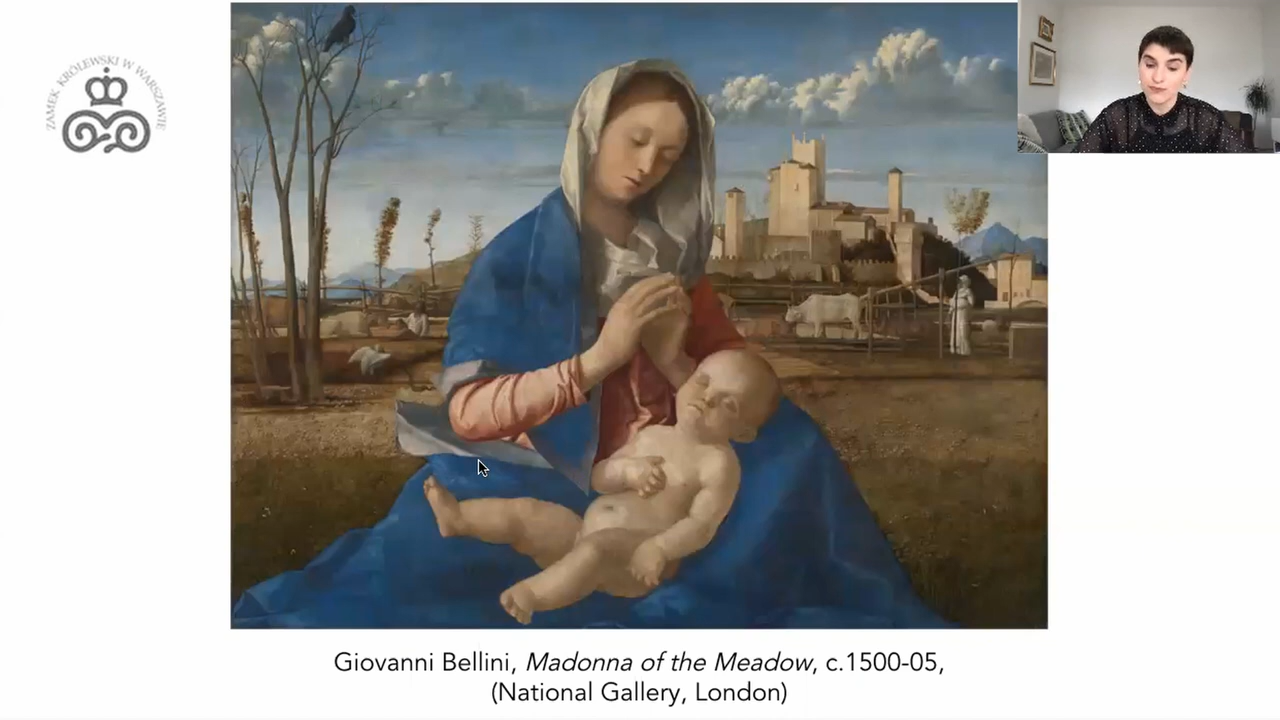 ZAMEK KRÓLEWSKI W WARSZAWIE
Giovanni Bellini, Madonna of the Meadow, c.1500-05,
(National Gallery, London)